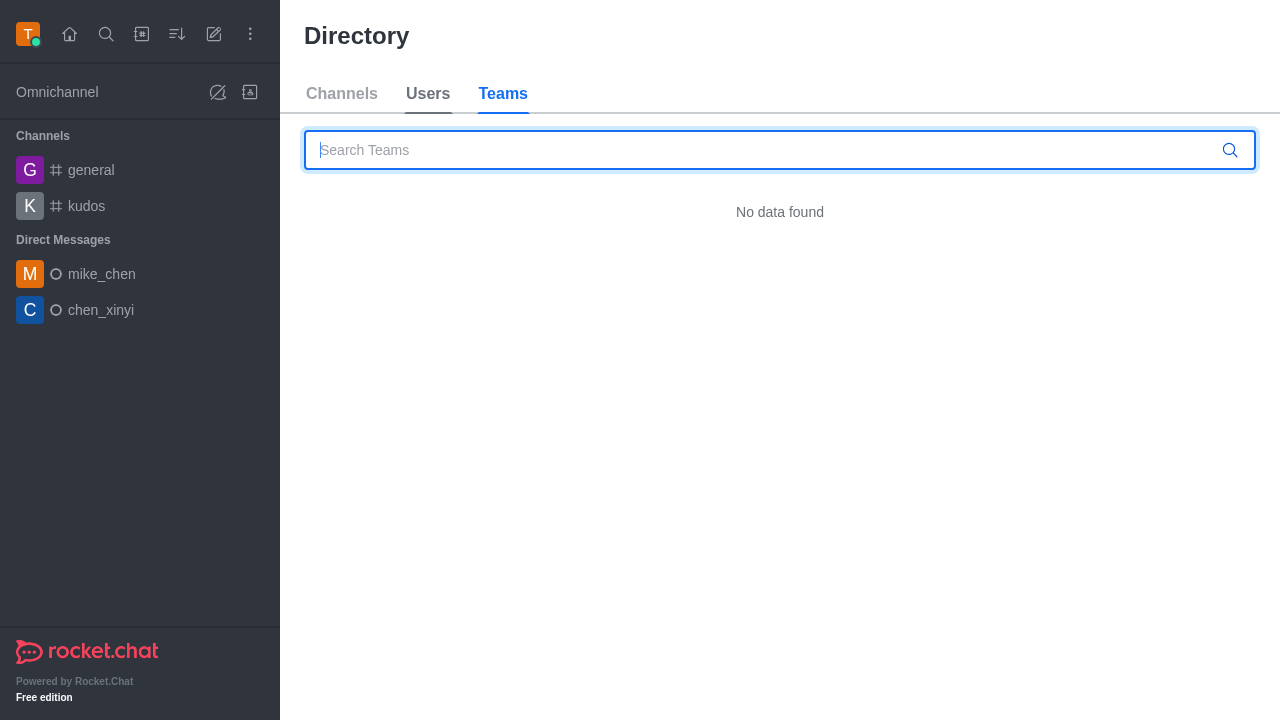 T
Omnichannel
Channels
G general
K kudos
Direct Messages
M mike_chen
C chen_xinyi
rocket.chat
Powered by Rocket.Chat
Free edition
Directory
Channels Users Teams
Search Teams
No data found